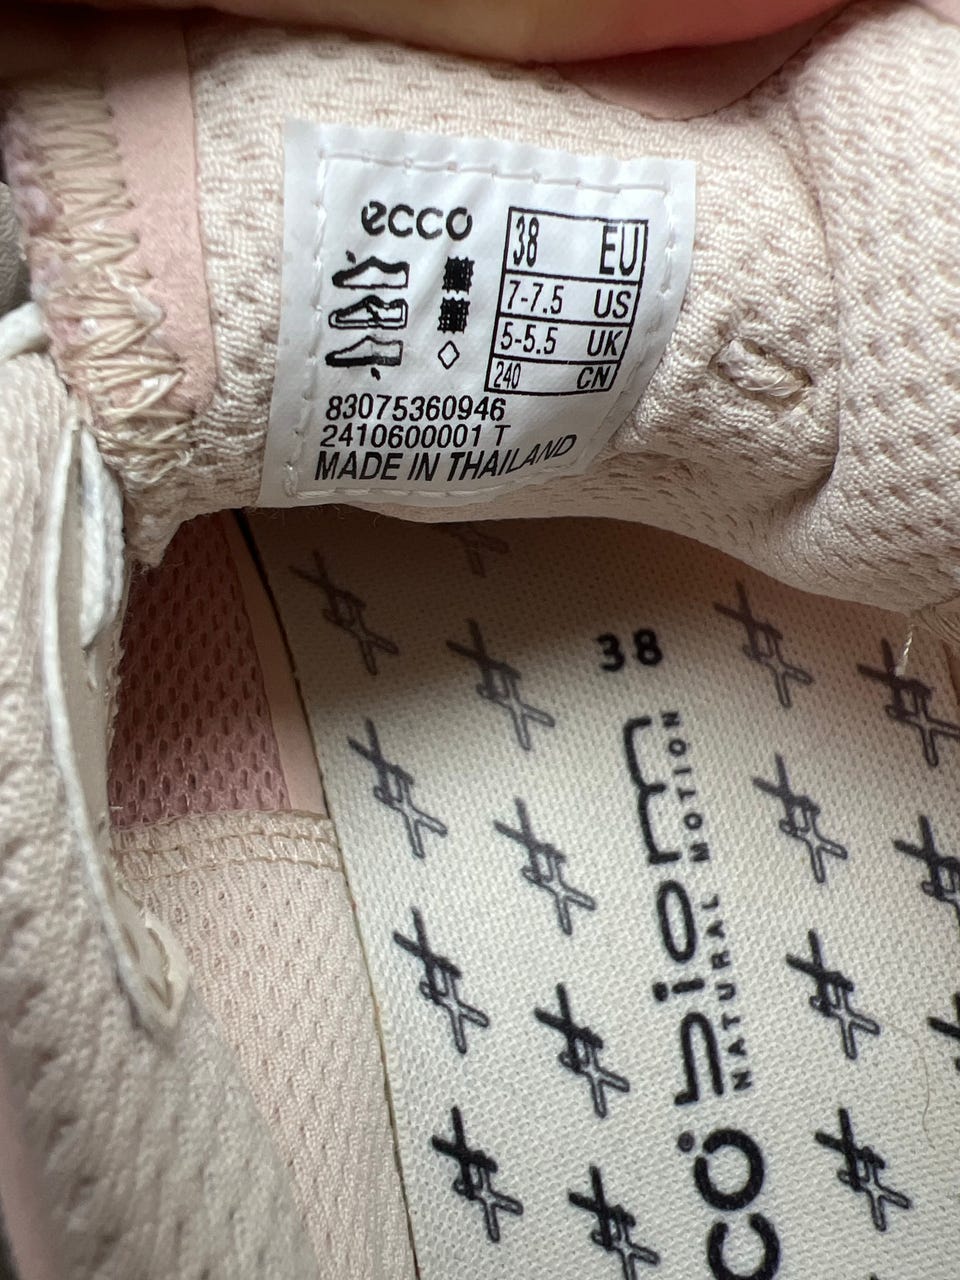 ecco
38 EU
7-7.5 US
5-5.5 UK
240 CN
83075360946
2410600001 T
MADE IN THAILAND
38
biom
NATURAL MOTION